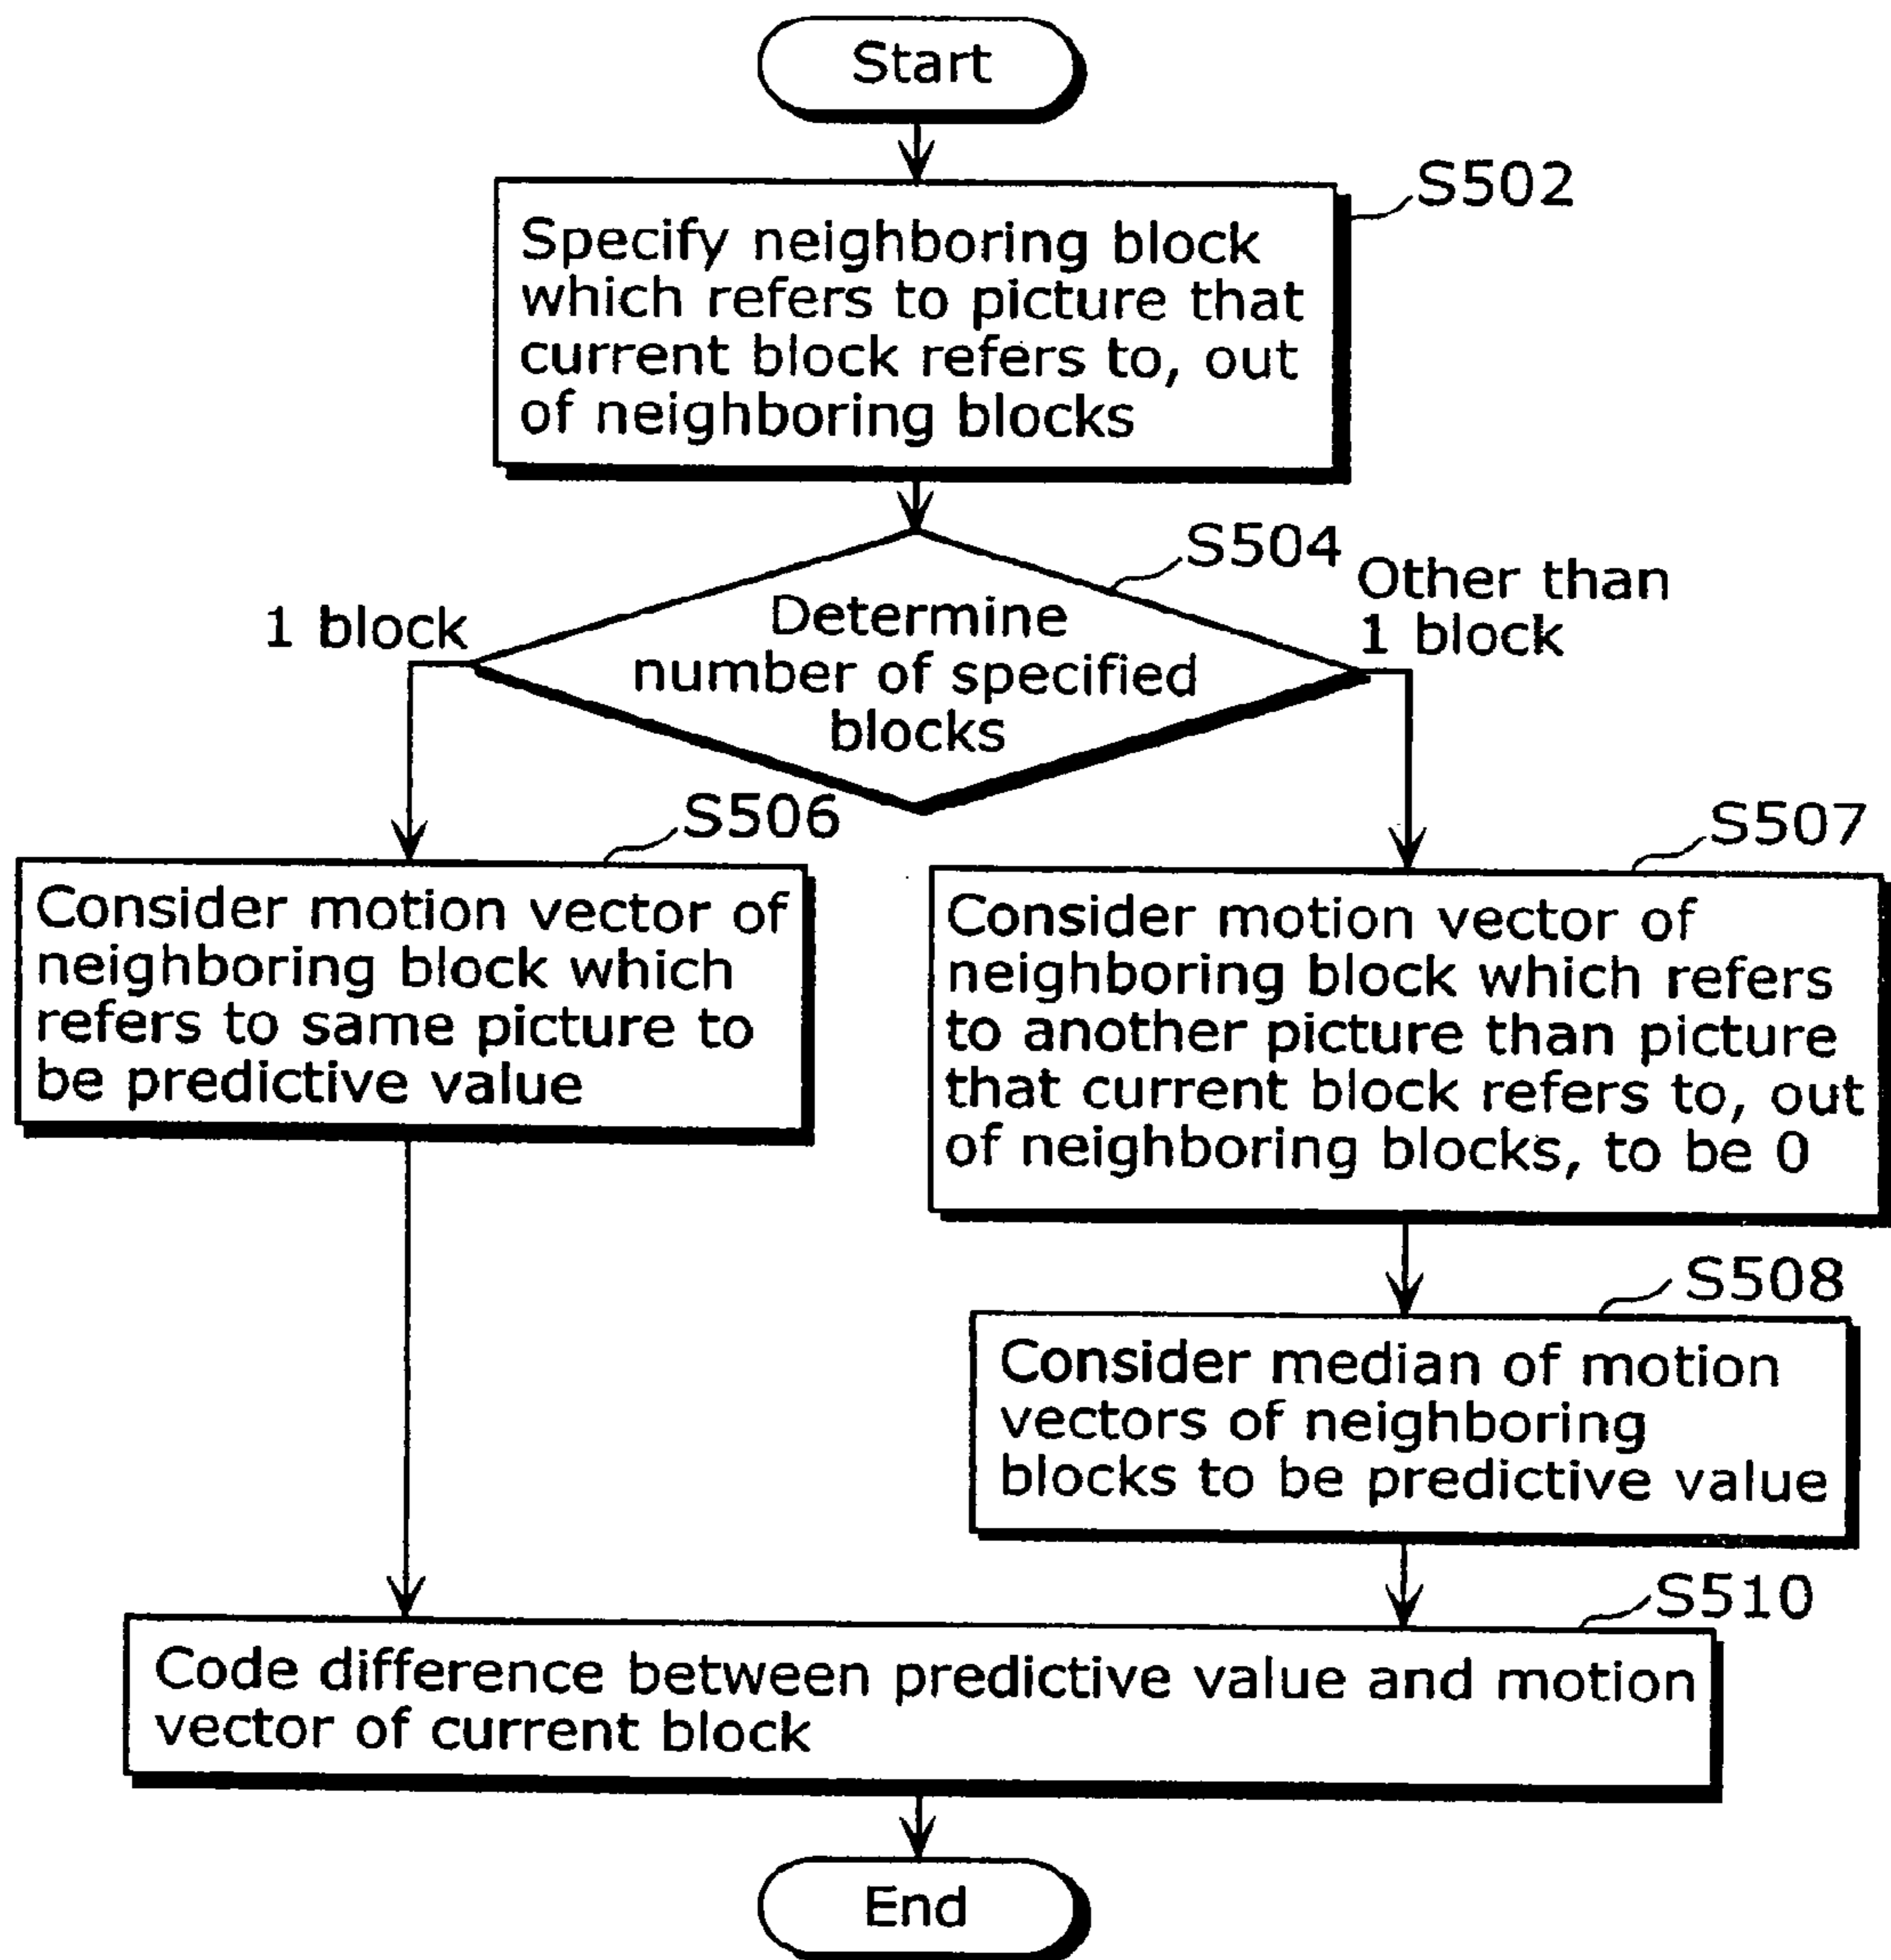 Start
S502
Specify neighboring block
which refers to picture that
current block refers to, out
of neighboring blocks
S504
1 block
Other than
1 block
Determine
number of specified
blocks
S506
Consider motion vector of
neighboring block which
refers to same picture to
be predictive value
S507
Consider motion vector of
neighboring block which refers
to another picture than picture
that current block refers to, out
of neighboring blocks, to be 0
S508
Consider median of motion
vectors of neighboring
blocks to be predictive value
S510
Code difference between predictive value and motion
vector of current block
End